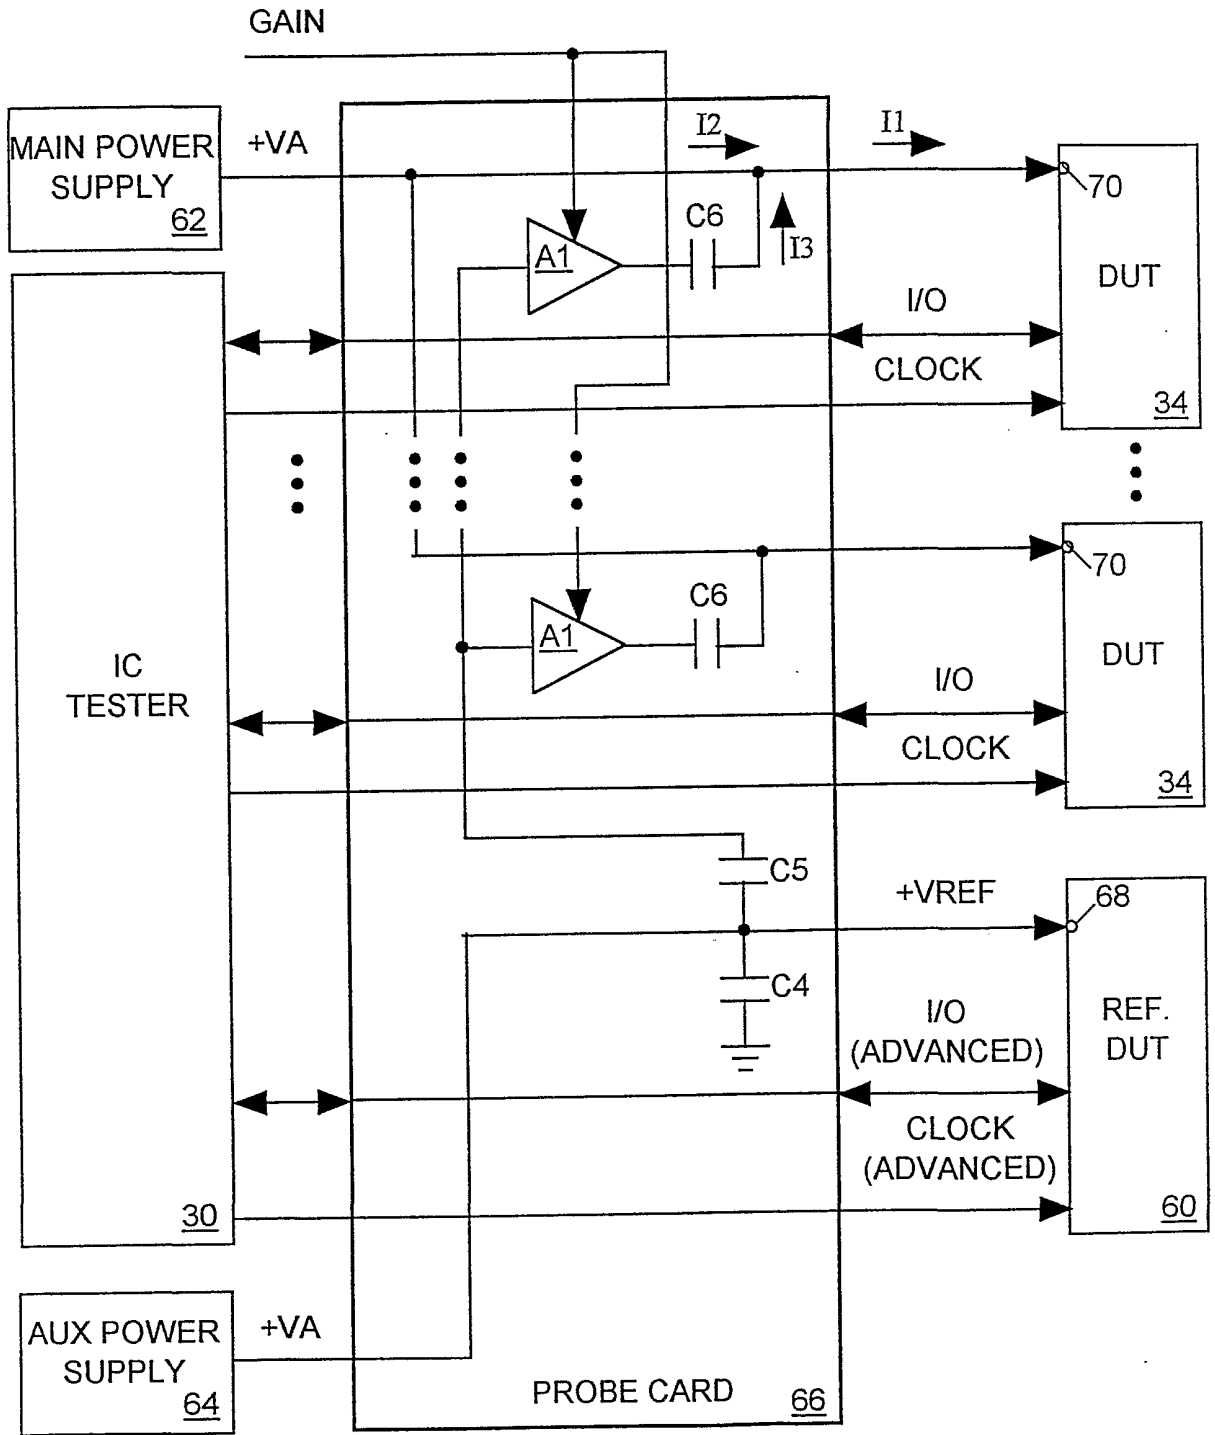 GAIN
MAIN POWER
SUPPLY
62
+VA
I2
I1
70
A1
C6
I3
DUT
I/O
CLOCK
34
70
A1
C6
DUT
IC
TESTER
I/O
CLOCK
34
C5
+VREF
68
C4
I/O
(ADVANCED)
REF.
DUT
CLOCK
(ADVANCED)
30
60
AUX POWER
SUPPLY
64
+VA
PROBE CARD
66